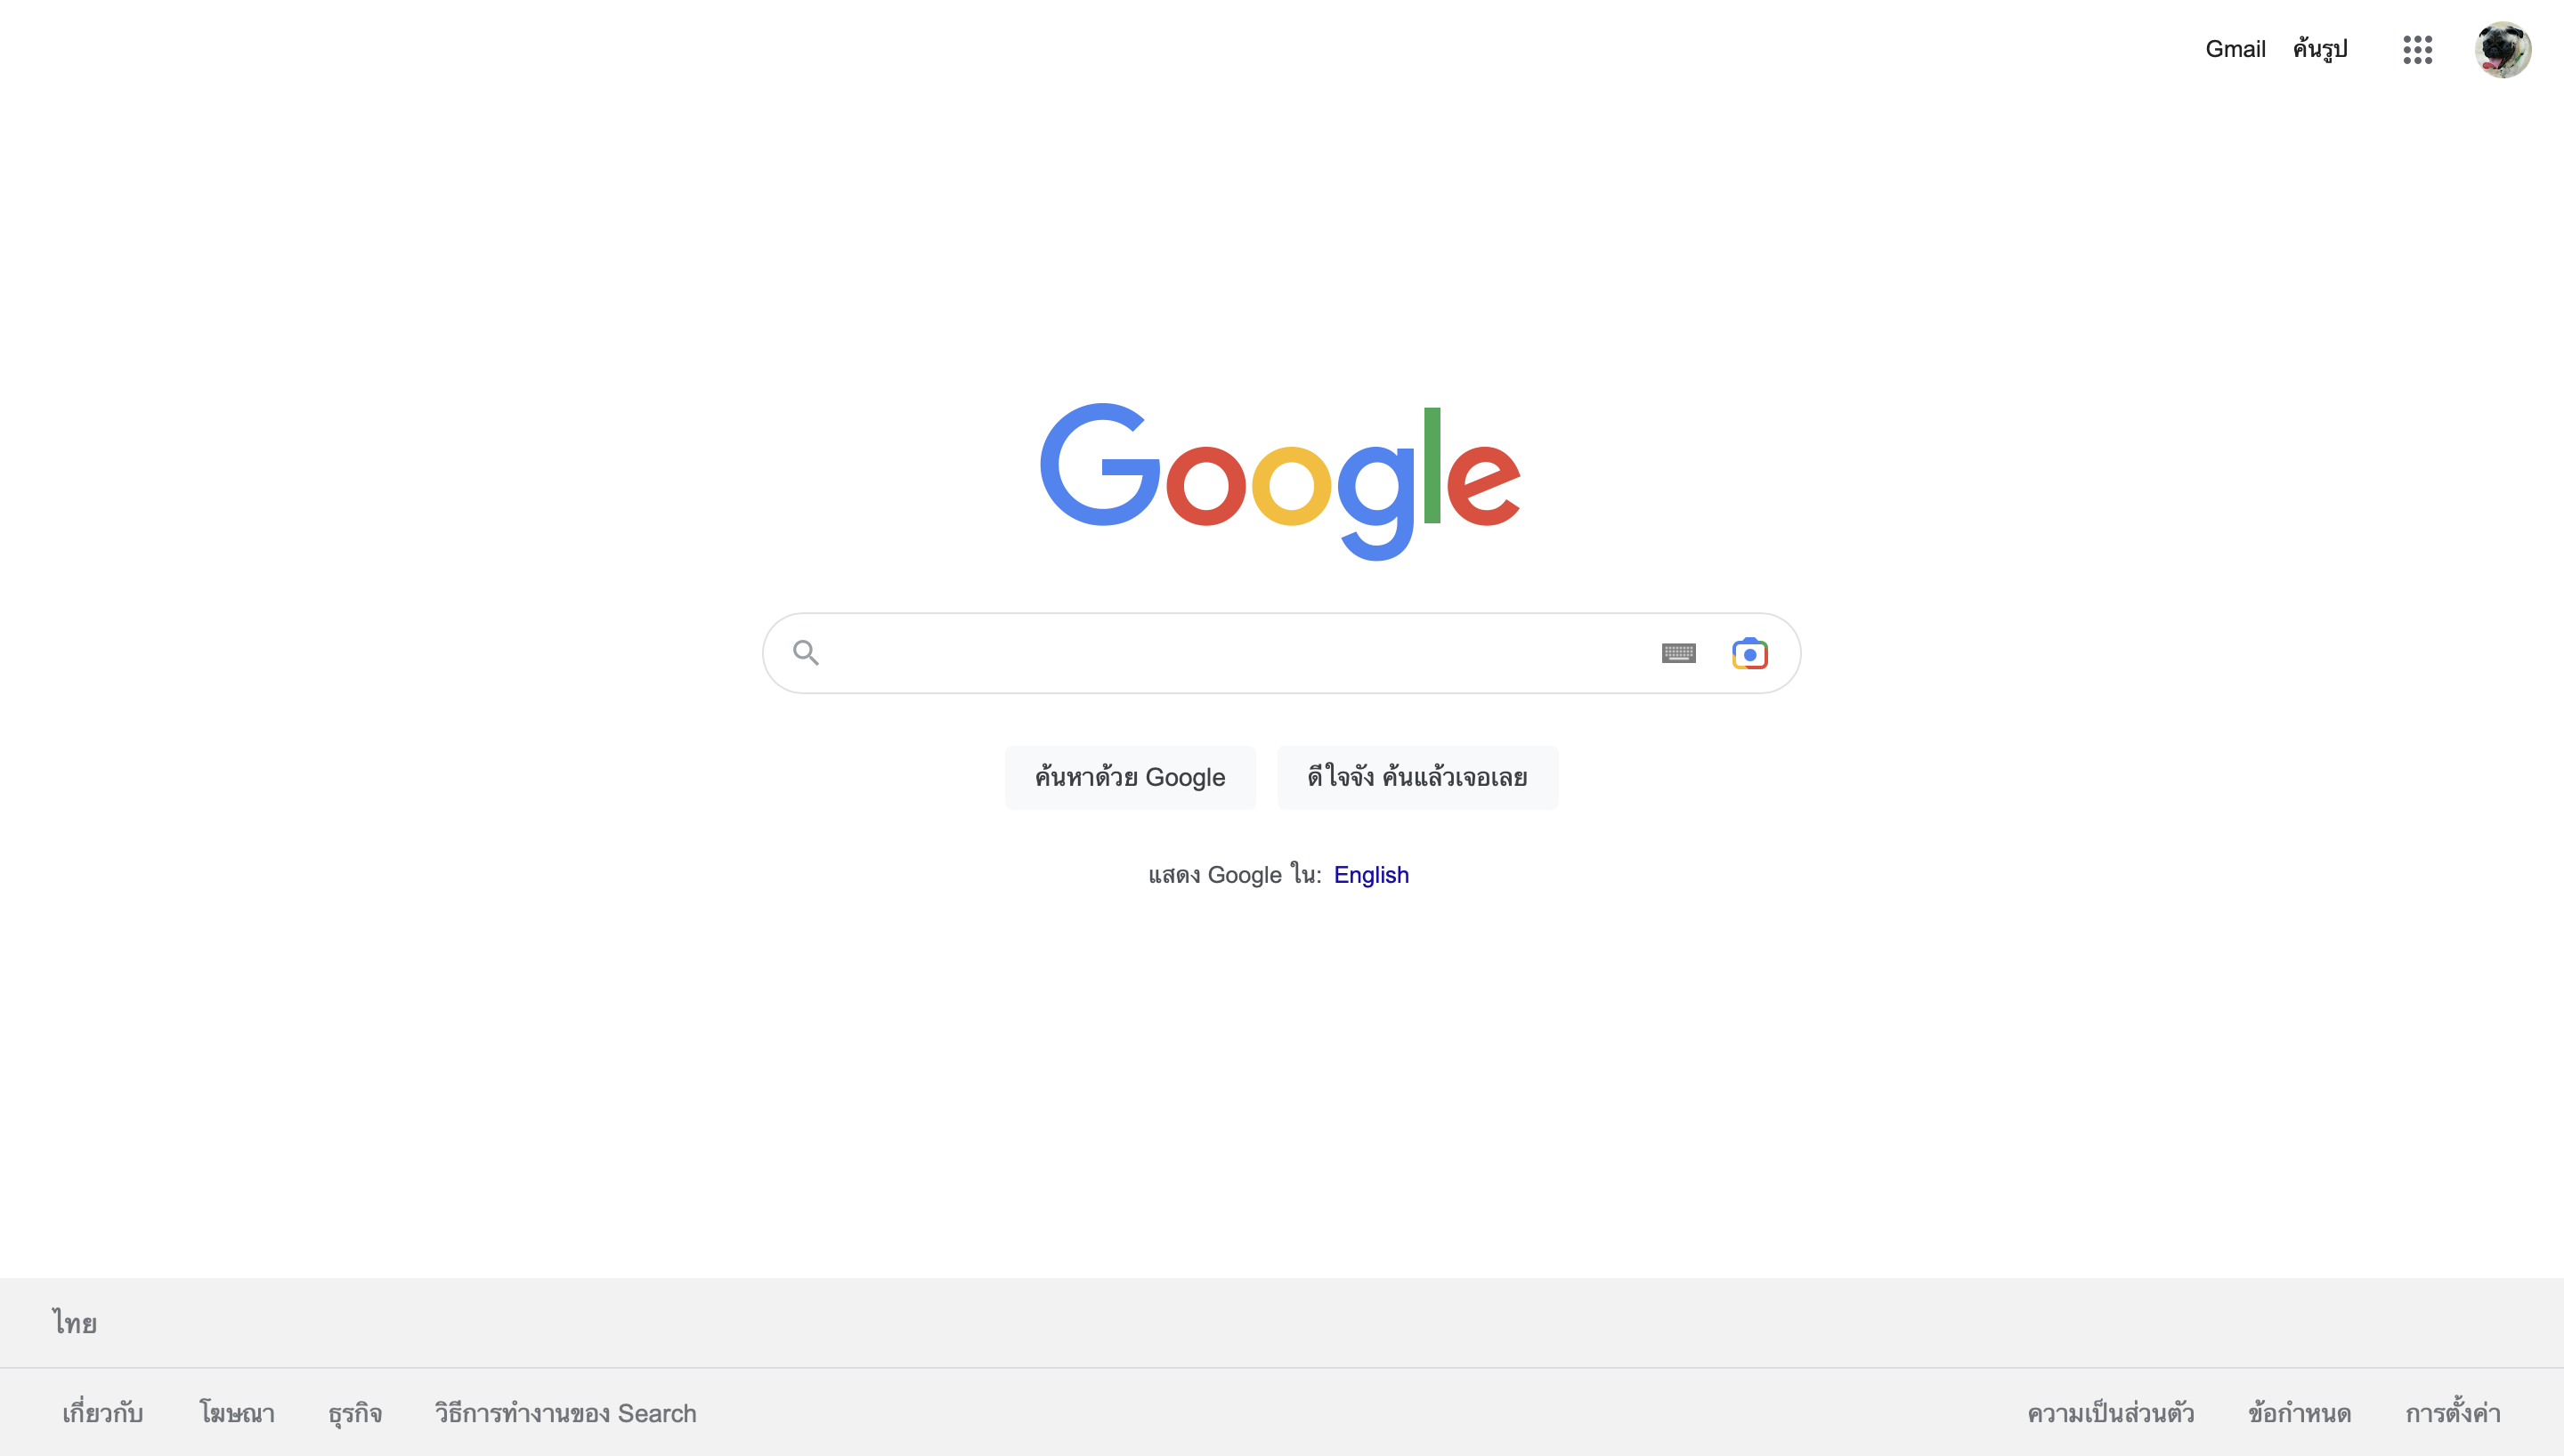 Gmail ค้นรูป
Google
ค้นหาด้วย Google ดีใจจัง ค้นแล้วเจอเลย
แสดง Google ใน: English
ไทย
เกี่ยวกับ โฆษณา ธุรกิจ วิธีการทำงานของ Search ความเป็นส่วนตัว ข้อกำหนด การตั้งค่า